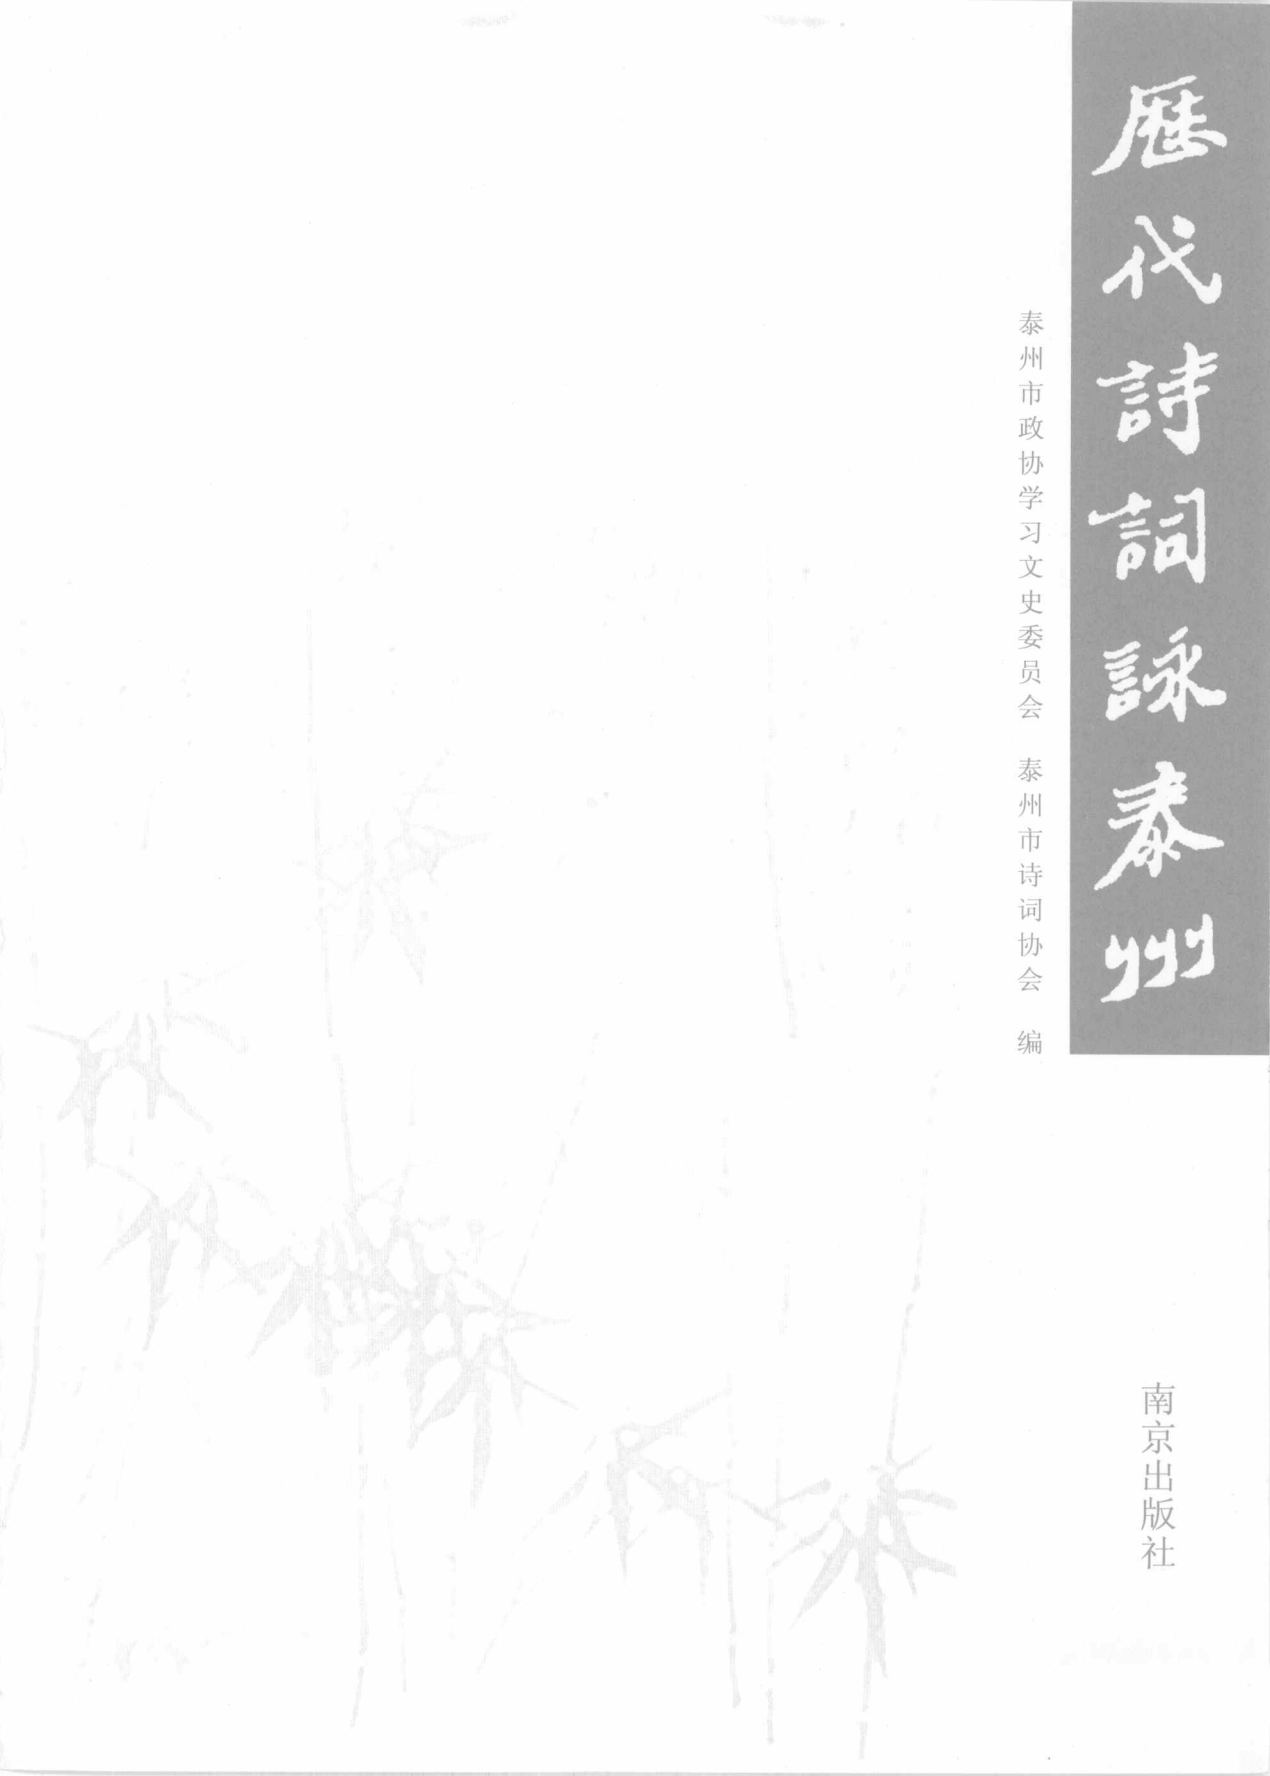 歷代詩詞詠泰州
泰州市政协学习文史委员会　泰州市诗词协会　编
南京出版社